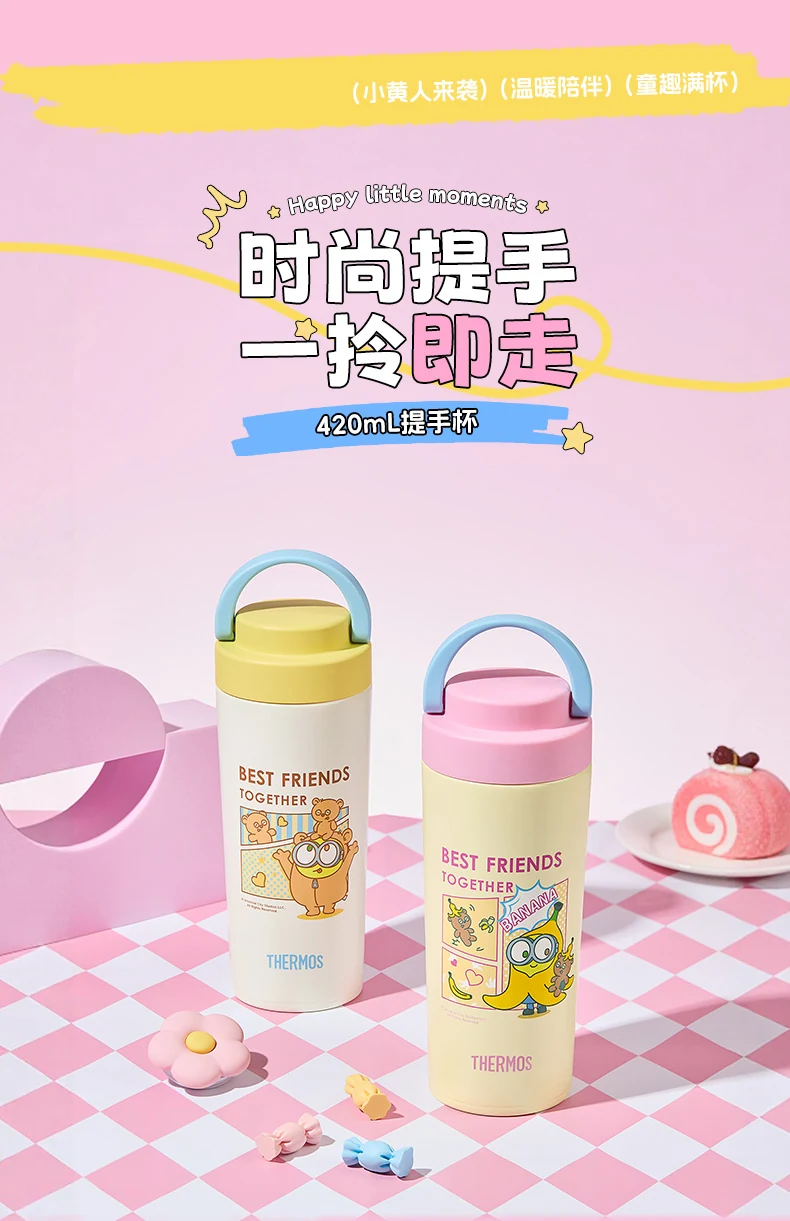 (小黄人来袭)(温暖陪伴)(童趣满杯)
Happy little moments
时尚提手
一拎即走
420mL提手杯
BEST FRIENDS
TOGETHER
THERMOS
BEST FRIENDS
TOGETHER
BANANA
THERMOS